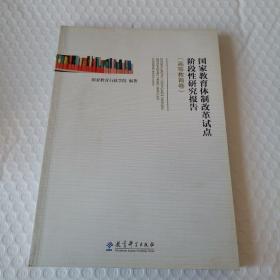 国家教育体制改革试点
阶段性研究报告
（高等教育卷）
国家教育行政学院 编著
教育科学出版社